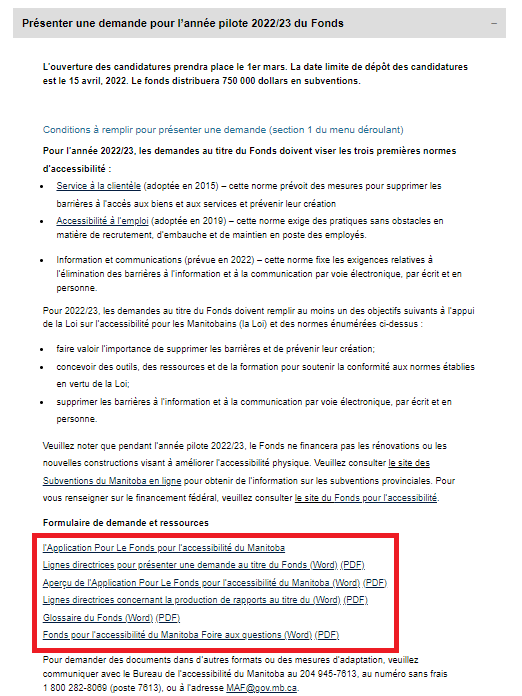 Présenter une demande pour l'année pilote 2022/23 du Fonds
–
L'ouverture des candidatures prendra place le 1er mars. La date limite de dépôt des candidatures
est le 15 avril, 2022. Le fonds distribuera 750 000 dollars en subventions.
Conditions à remplir pour présenter une demande (section 1 du menu déroulant)
Pour l'année 2022/23, les demandes au titre du Fonds doivent viser les trois premières normes
d'accessibilité :
• Service à la clientèle (adoptée en 2015) – cette norme prévoit des mesures pour supprimer les
barrières à l'accès aux biens et aux services et prévenir leur création
• Accessibilité à l'emploi (adoptée en 2019) – cette norme exige des pratiques sans obstacles en
matière de recrutement, d'embauche et de maintien en poste des employés.
• Information et communications (prévue en 2022) – cette norme fixe les exigences relatives à
l'élimination des barrières à l'information et à la communication par voie électronique, par écrit et en
personne.
Pour 2022/23, les demandes au titre du Fonds doivent remplir au moins un des objectifs suivants à l'appui
de la Loi sur l'accessibilité pour les Manitobains (la Loi) et des normes énumérées ci-dessus :
• faire valoir l'importance de supprimer les barrières et de prévenir leur création;
• concevoir des outils, des ressources et de la formation pour soutenir la conformité aux normes établies
en vertu de la Loi;
• supprimer les barrières à l'information et à la communication par voie électronique, par écrit et en
personne.
Veuillez noter que pendant l'année pilote 2022/23, le Fonds ne financera pas les rénovations ou les
nouvelles constructions visant à améliorer l'accessibilité physique. Veuillez consulter le site des
Subventions du Manitoba en ligne pour obtenir de l'information sur les subventions provinciales. Pour
vous renseigner sur le financement fédéral, veuillez consulter le site du Fonds pour l'accessibilité.
Formulaire de demande et ressources
l'Application Pour Le Fonds pour l'accessibilité du Manitoba
Lignes directrices pour présenter une demande au titre du Fonds (Word) (PDF)
Aperçu de l'Application Pour Le Fonds pour l'accessibilité du Manitoba (Word) (PDF)
Lignes directrices concernant la production de rapports au titre du (Word) (PDF)
Glossaire du Fonds (Word) (PDF)
Fonds pour l'accessibilité du Manitoba Foire aux questions (Word) (PDF)
Pour demander des documents dans d'autres formats ou des mesures d'adaptation, veuillez
communiquer avec le Bureau de l'accessibilité du Manitoba au 204 945-7613, au numéro sans frais
1 800 282-8069 (poste 7613), ou à l'adresse MAF@gov.mb.ca.